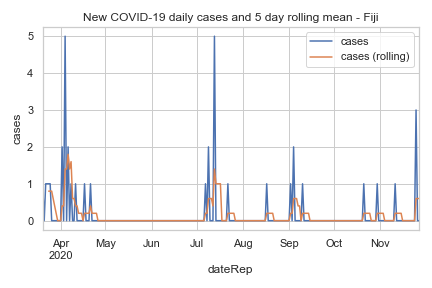 New COVID-19 daily cases and 5 day rolling mean - Fiji
cases
cases (rolling)
5
4
3
2
1
0
cases
Apr May Jun Jul Aug Sep Oct Nov
2020
dateRep